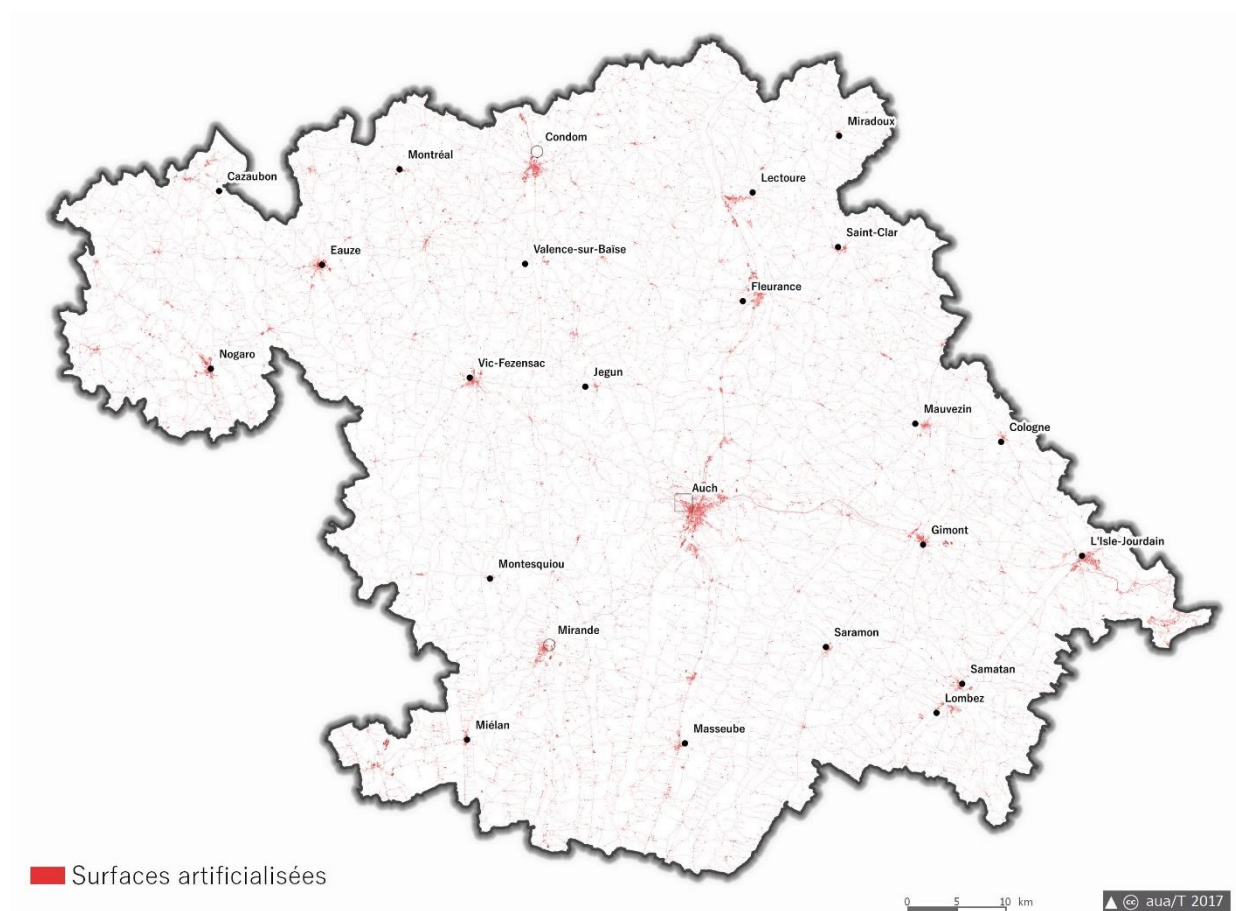 Miradoux
Condom
Montréal
Cazaubon
Lectoure
Saint-Clar
Eauze
Valence-sur-Baïse
Fleurance
Nogaro
Vic-Fezensac
Jegun
Mauvezin
Cologne
Auch
Gimont
L'Isle-Jourdain
Montesquiou
Mirande
Saramon
Samatan
Lombez
Miélan
Masseube
Surfaces artificialisées
0 5 10 km
cc aua/T 2017